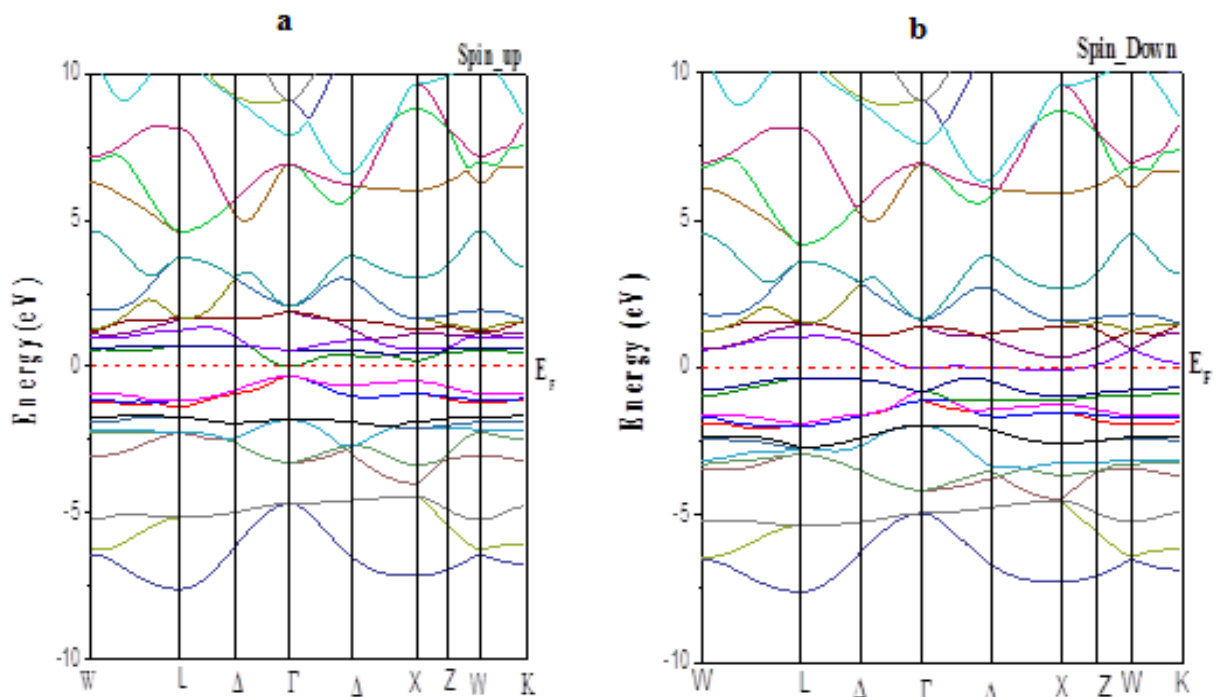 a
b
Spin_up
Spin_Down
10
5
0
-5
-10
Energy (eV)
E_F
W L Δ Γ Δ X Z W K
10
5
0
-5
-10
Energy (eV)
E_F
W L Δ Γ Δ X Z W K